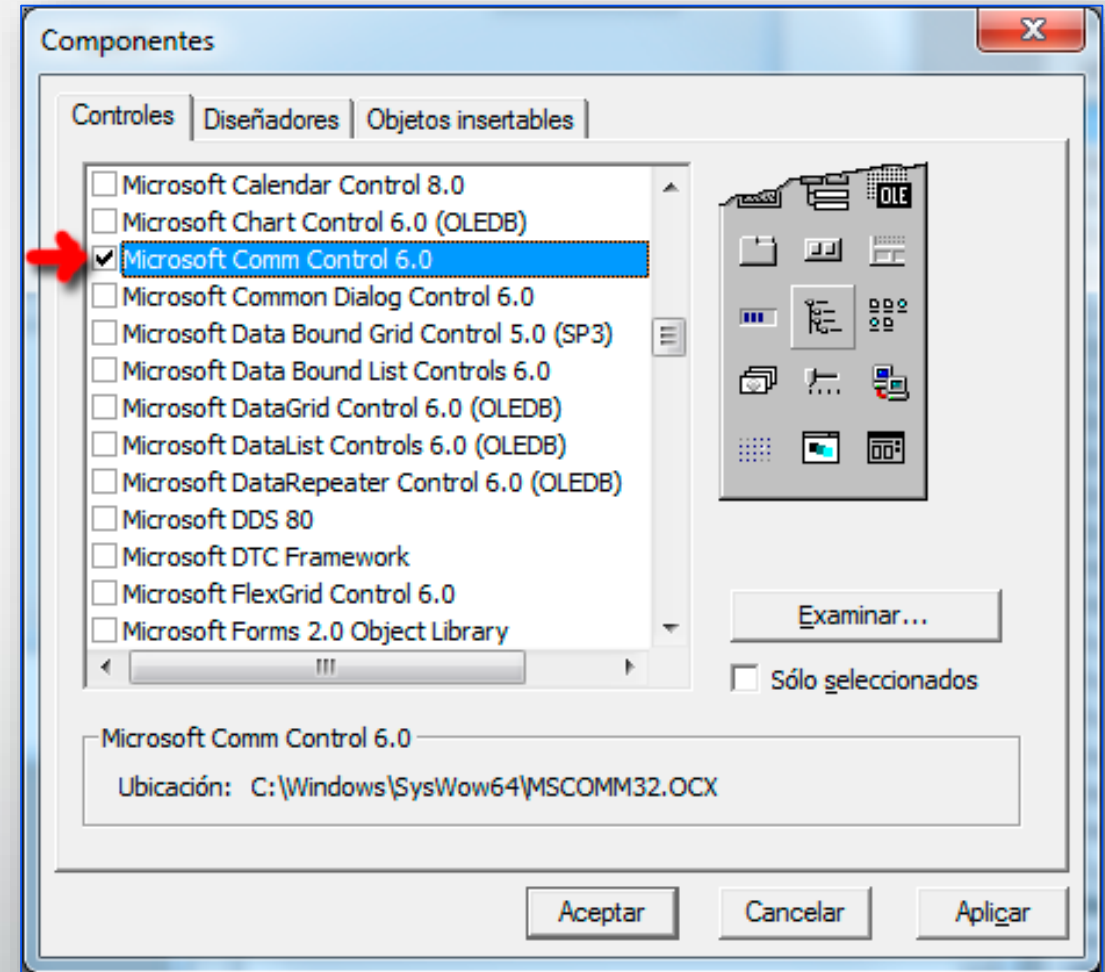 Componentes
Controles Diseñadores Objetos insertables
Microsoft Calendar Control 8.0
Microsoft Chart Control 6.0 (OLEDB)
Microsoft Comm Control 6.0
Microsoft Common Dialog Control 6.0
Microsoft Data Bound Grid Control 5.0 (SP3)
Microsoft Data Bound List Controls 6.0
Microsoft DataGrid Control 6.0 (OLEDB)
Microsoft DataList Controls 6.0 (OLEDB)
Microsoft DataRepeater Control 6.0 (OLEDB)
Microsoft DDS 80
Microsoft DTC Framework
Microsoft FlexGrid Control 6.0
Microsoft Forms 2.0 Object Library
OLE
Examinar...
Sólo seleccionados
Microsoft Comm Control 6.0
Ubicación: C:\Windows\SysWow64\MSCOMM32.OCX
Aceptar Cancelar Aplicar